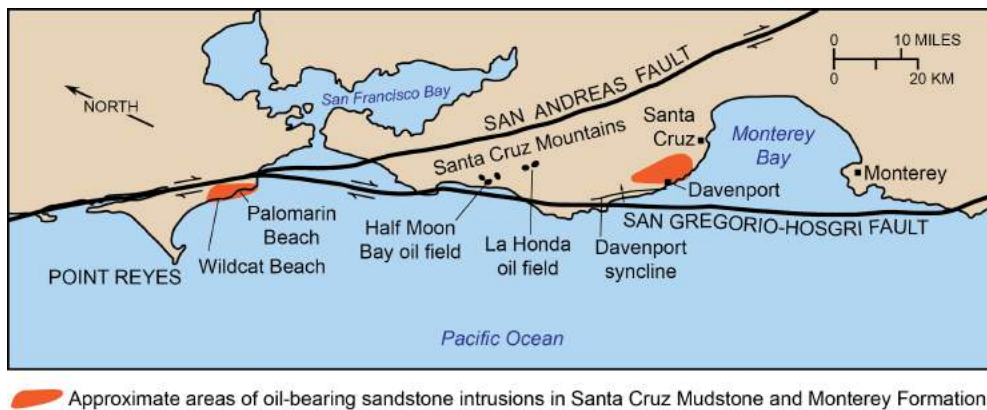 NORTH
San Francisco Bay
SAN ANDREAS FAULT
0 10 MILES
0 20 KM
Santa Cruz Mountains
Santa
Cruz
Monterey
Bay
Monterey
Davenport
Palomarin
Beach
Wildcat Beach
POINT REYES
Half Moon
Bay oil field
La Honda
oil field
Davenport
syncline
SAN GREGORIO-HOSGRI FAULT
Pacific Ocean
Approximate areas of oil-bearing sandstone intrusions in Santa Cruz Mudstone and Monterey Formation